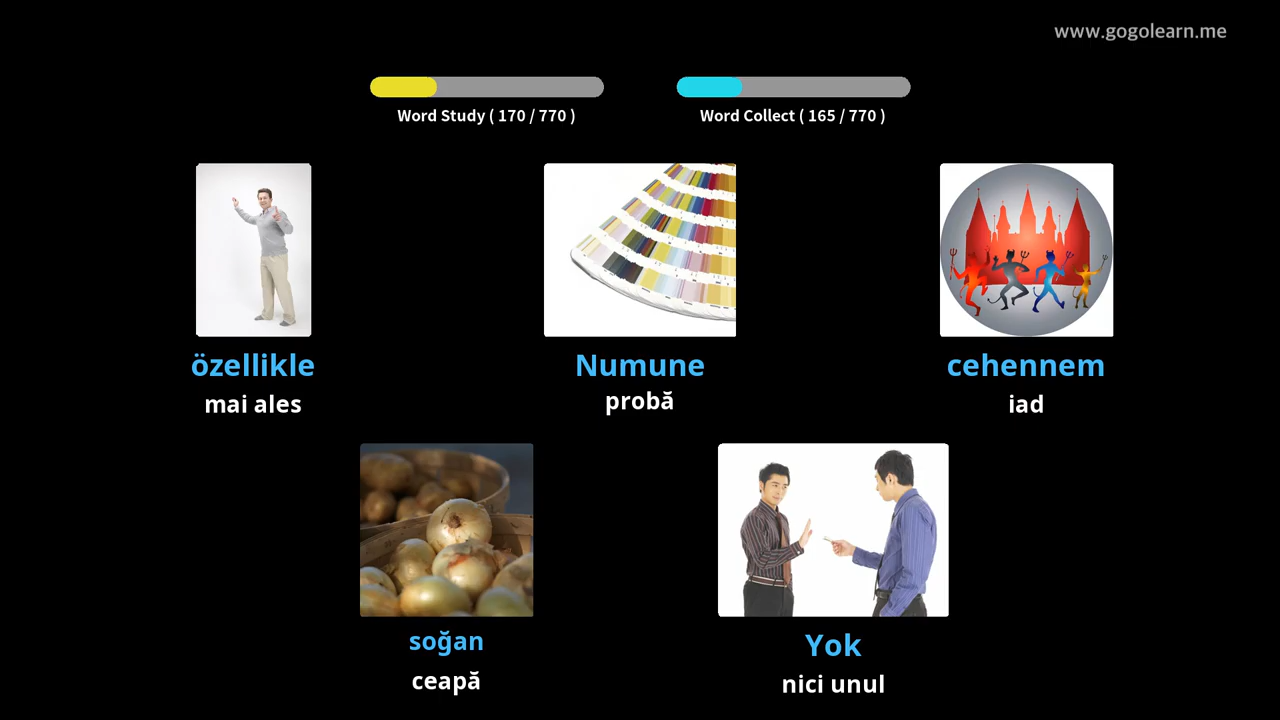 www.gogolearn.me
Word Study ( 170 / 770 )
Word Collect ( 165 / 770 )
özellikle
mai ales
Numune
probă
cehennem
iad
soğan
ceapă
Yok
nici unul